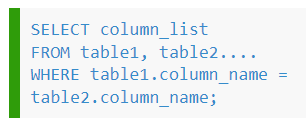 SELECT column_list
FROM table1, table2....
WHERE table1.column_name =
table2.column_name;